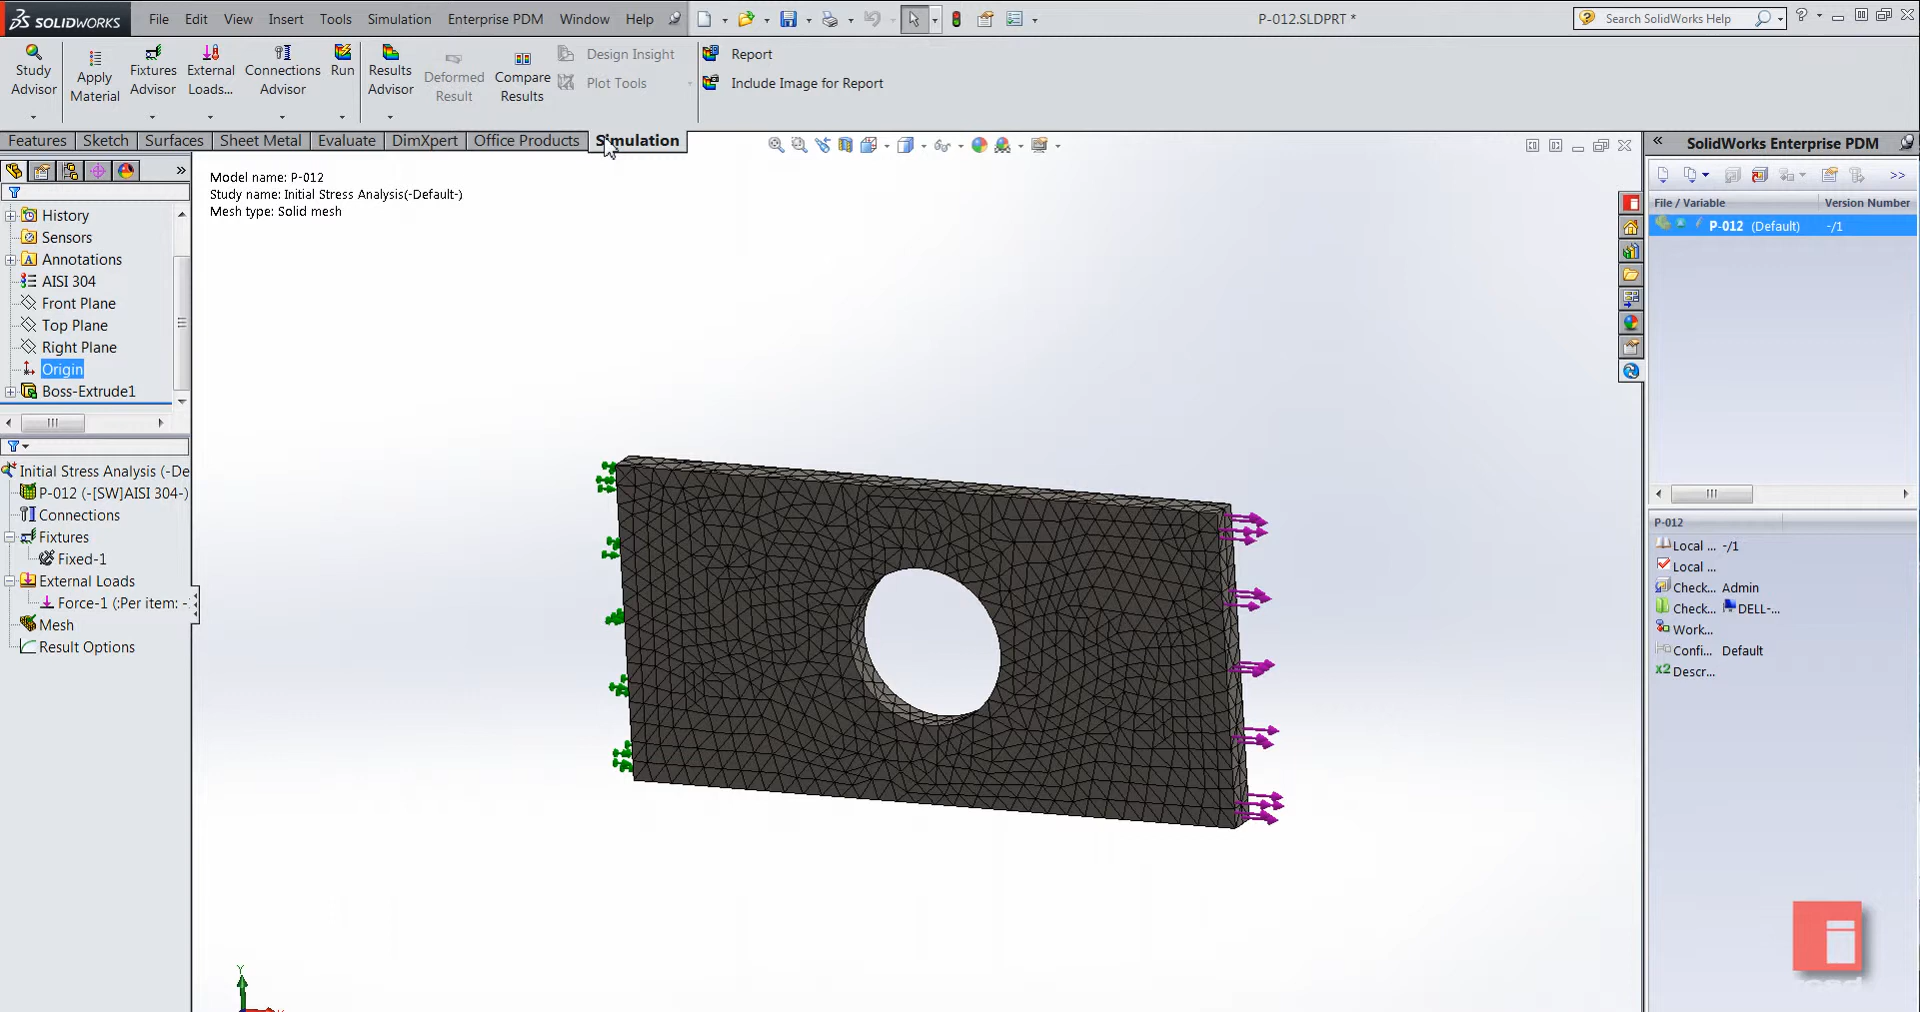 SOLIDWORKS File Edit View Insert Tools Simulation Enterprise PDM Window Help P-012.SLDPRT * Search SolidWorks Help
Study Advisor
Apply Material
Fixtures Advisor
External Loads...
Connections Advisor
Run
Results Advisor
Deformed Result
Compare Results
Design Insight
Plot Tools
Report
Include Image for Report
Features Sketch Surfaces Sheet Metal Evaluate DimXpert Office Products Simulation
Model name: P-012
Study name: Initial Stress Analysis(-Default-)
Mesh type: Solid mesh
History
Sensors
Annotations
AISI 304
Front Plane
Top Plane
Right Plane
Origin
Boss-Extrude1
Initial Stress Analysis (-De
P-012 (-[SW]AISI 304-)
Connections
Fixtures
Fixed-1
External Loads
Force-1 (:Per item: -
Mesh
Result Options
Y
SolidWorks Enterprise PDM
File / Variable Version Number
P-012 (Default) -/1
P-012
Local ... -/1
Local ...
Check... Admin
Check... DELL-...
Work...
Confi... Default
Descr...